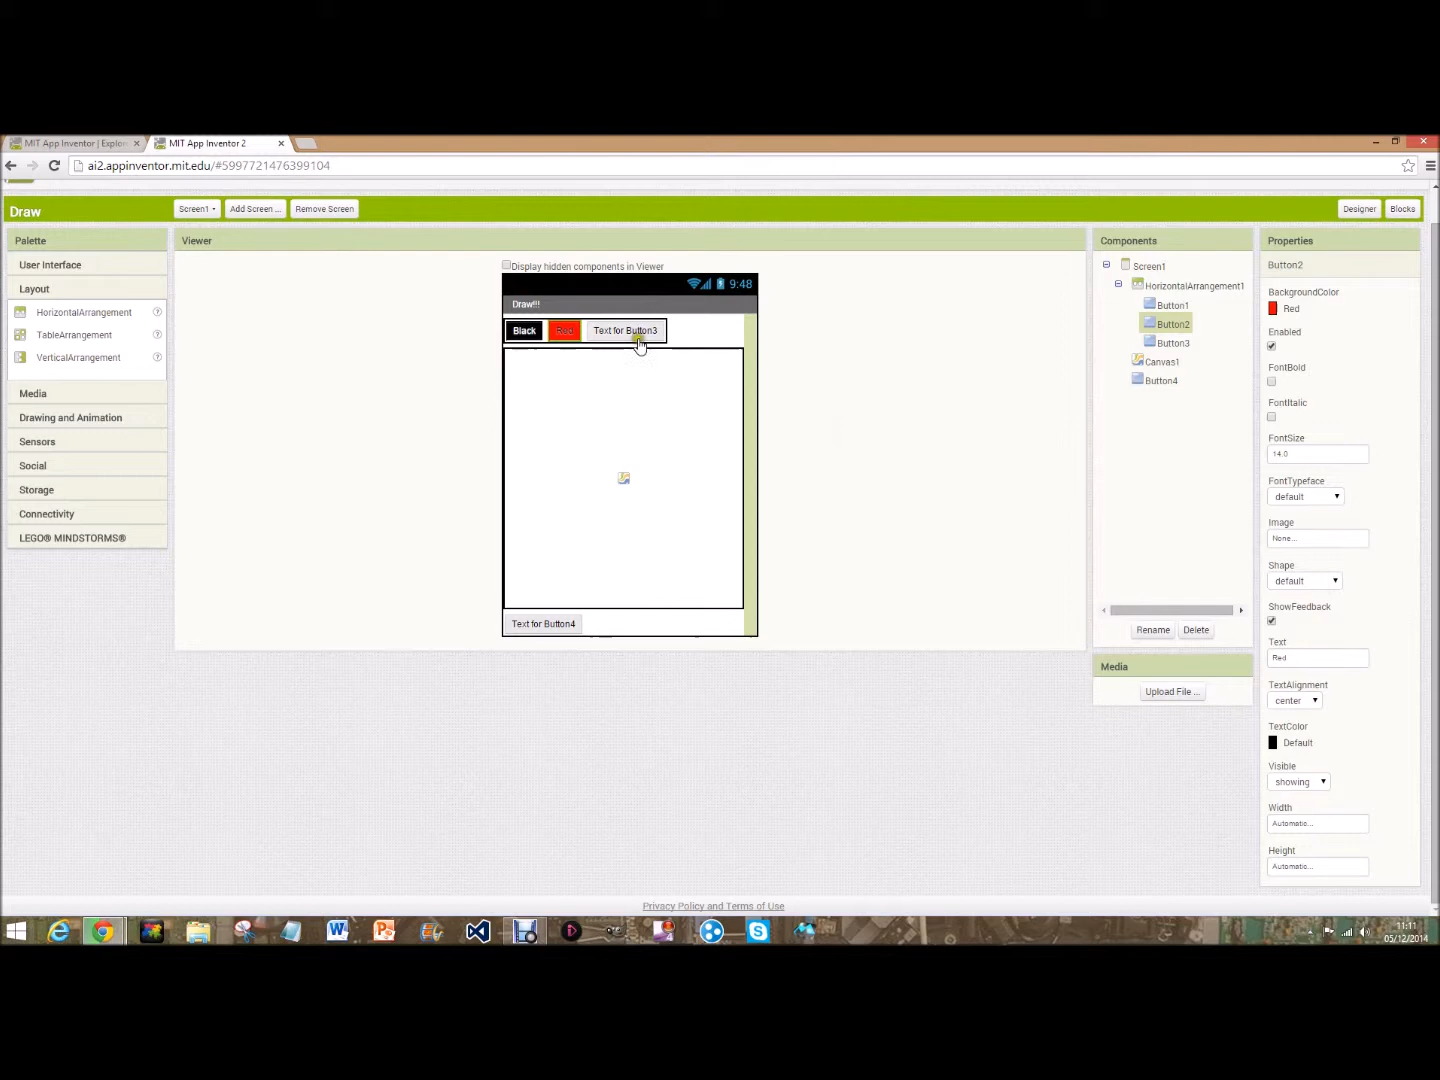 MIT App Inventor | Explor
MIT App Inventor 2
ai2.appinventor.mit.edu/#5997721476399104
Draw
Screen1
Add Screen ...
Remove Screen
Designer
Blocks
Palette
Viewer
Components
Properties
User Interface
Layout
HorizontalArrangement
TableArrangement
VerticalArrangement
Media
Drawing and Animation
Sensors
Social
Storage
Connectivity
LEGO® MINDSTORMS®
Display hidden components in Viewer
9:48
Draw!!!
Black
Red
Text for Button3
Text for Button4
Screen1
HorizontalArrangement1
Button1
Button2
Button3
Canvas1
Button4
Rename
Delete
Media
Upload File ...
Button2
BackgroundColor
Red
Enabled
FontBold
FontItalic
FontSize
14.0
FontTypeface
default
Image
None...
Shape
default
ShowFeedback
Text
Red
TextAlignment
center
TextColor
Default
Visible
showing
Width
Automatic...
Height
Automatic...
Privacy Policy and Terms of Use
11:11
05/12/2014